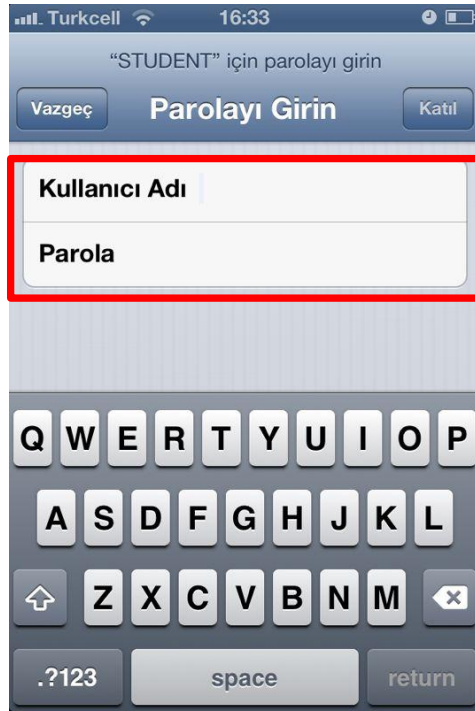 Turkcell 16:33
“STUDENT” için parolayı girin
Vazgeç Parolayı Girin Katıl
Kullanıcı Adı
Parola
Q W E R T Y U I O P
A S D F G H J K L
Z X C V B N M
.?123 space return